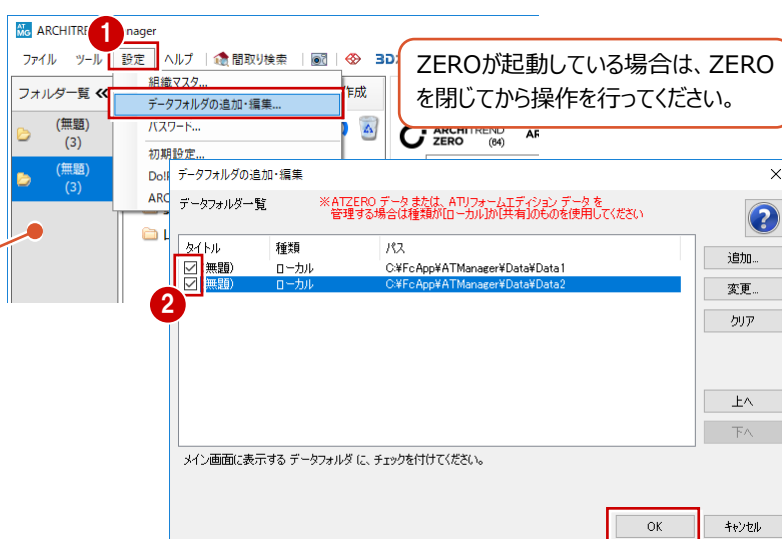 ARCHITRE nager
1
ファイル ツール 設定 ヘルプ 間取り検索
ZEROが起動している場合は、ZERO
を閉じてから操作を行ってください。
フォルダ一覧 ≪
組織マスタ...
データフォルダの追加・編集...
パスワード...
初期設定...
作成
(無題)
(3)
(無題)
(3)
ARCHITREND
ZERO (64)
データフォルダの追加・編集
データフォルダ一覧
※ATZERO データ または、ATリフォームエディション データ を
管理する場合は種類が[ローカル]か[共有]のものを使用してください
タイトル 種類 パス
(無題) ローカル C:¥FcApp¥ATManager¥Data¥Data1
(無題) ローカル C:¥FcApp¥ATManager¥Data¥Data2
2
追加...
変更...
クリア
上へ
下へ
メイン画面に表示する データフォルダ に、チェックを付けてください。
OK キャンセル